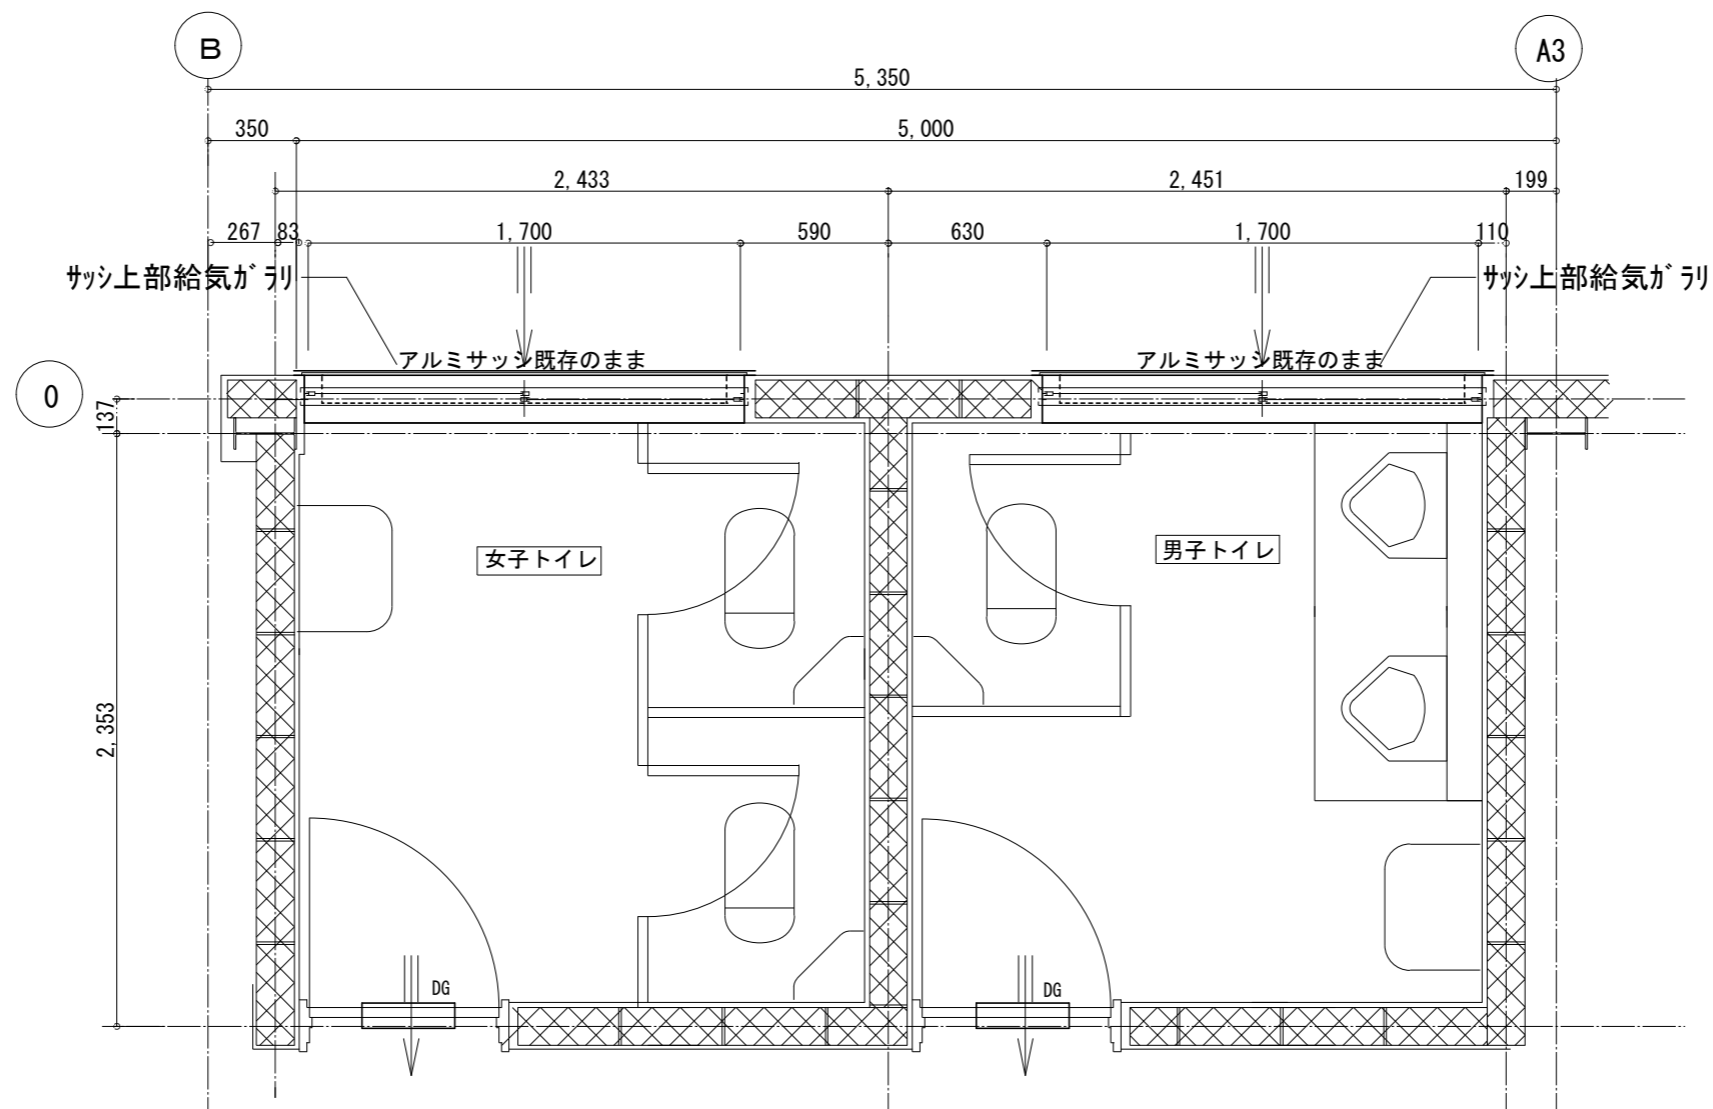 B
A3
5,350
350
5,000
2,433
2,451
199
267
83
1,700
590
630
1,700
110
ｻｯｼ上部給気ｶﾞﾗﾘ
ｻｯｼ上部給気ｶﾞﾗﾘ
アルミサッシ既存のまま
アルミサッシ既存のまま
0
137
女子トイレ
男子トイレ
2,353
DG
DG